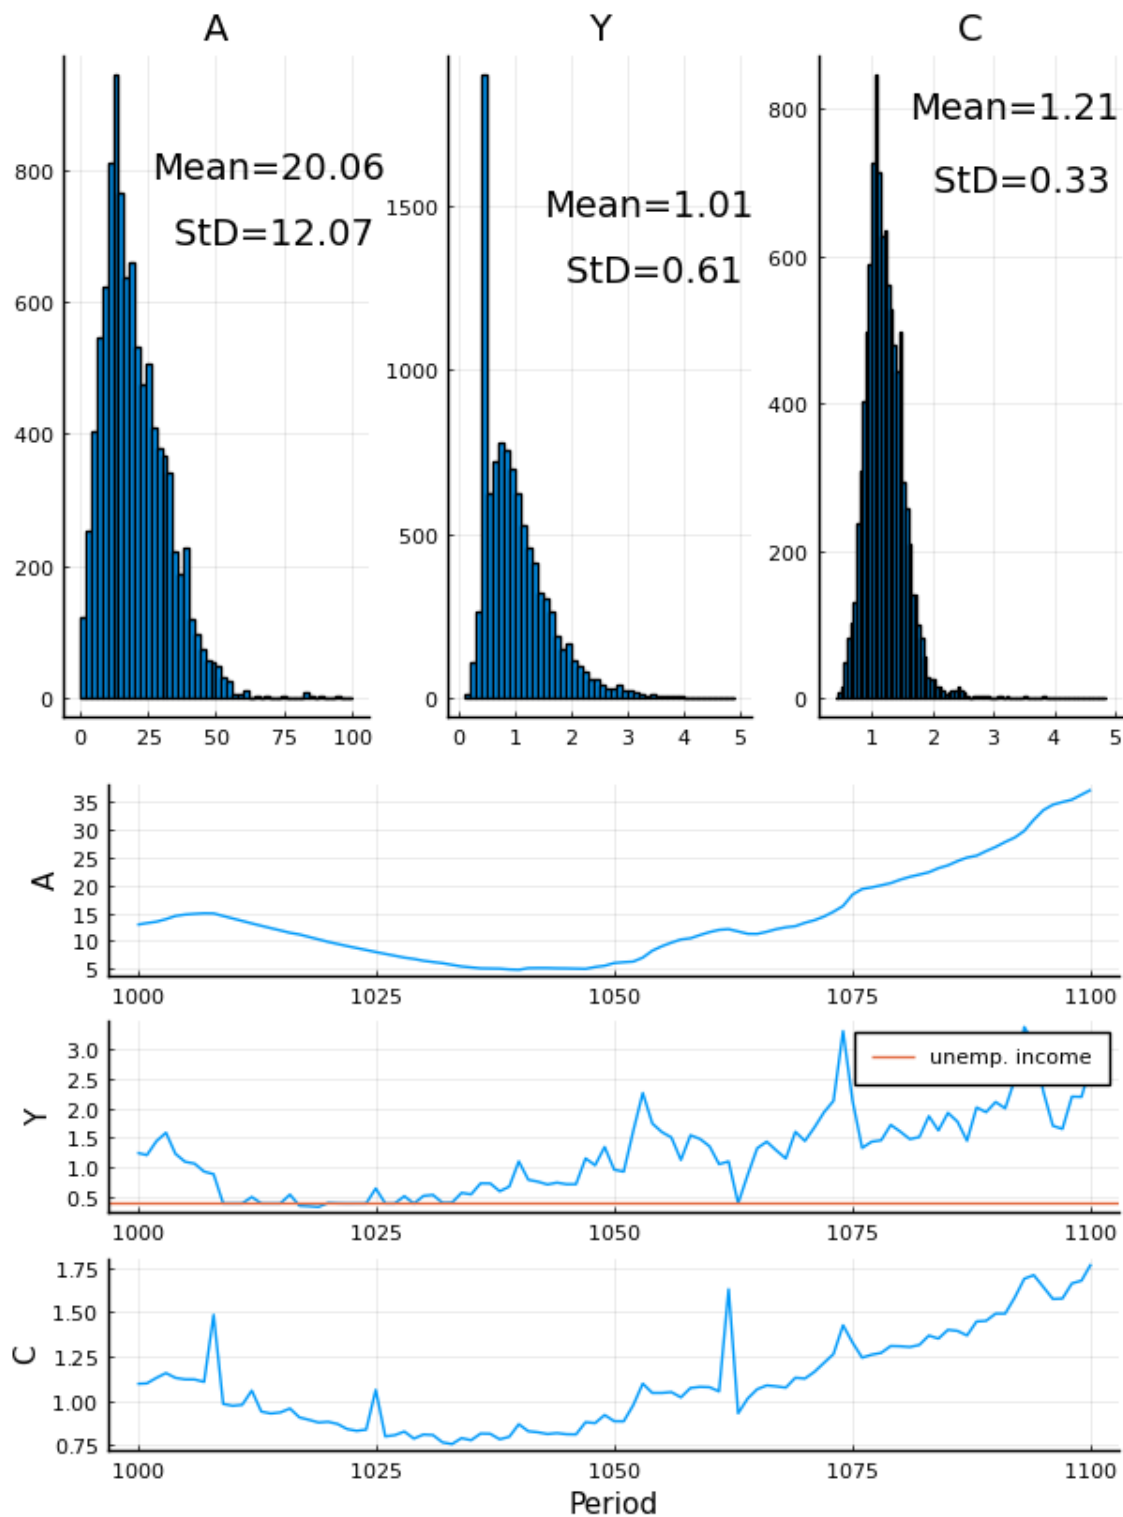 A
Y
C
Mean=20.06
StD=12.07
800
600
400
200
0
0 25 50 75 100
Mean=1.01
StD=0.61
1500
1000
500
0
0 1 2 3 4 5
Mean=1.21
StD=0.33
800
600
400
200
0
1 2 3 4 5
A
35
30
25
20
15
10
5
1000 1025 1050 1075 1100
Y
3.0
2.5
2.0
1.5
1.0
0.5
unemp. income
1000 1025 1050 1075 1100
C
1.75
1.50
1.25
1.00
0.75
1000 1025 1050 1075 1100
Period